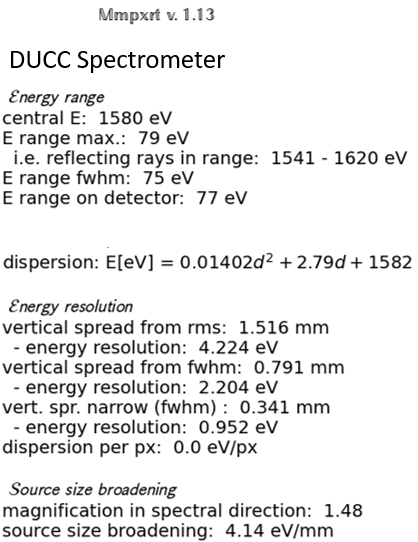 Mmpxrt v. 1.13
DUCC Spectrometer
Energy range
central E: 1580 eV
E range max.: 79 eV
i.e. reflecting rays in range: 1541 - 1620 eV
E range fwhm: 75 eV
E range on detector: 77 eV
dispersion: E[eV] = 0.01402d² + 2.79d + 1582
Energy resolution
vertical spread from rms: 1.516 mm
- energy resolution: 4.224 eV
vertical spread from fwhm: 0.791 mm
- energy resolution: 2.204 eV
vert. spr. narrow (fwhm) : 0.341 mm
- energy resolution: 0.952 eV
dispersion per px: 0.0 eV/px
Source size broadening
magnification in spectral direction: 1.48
source size broadening: 4.14 eV/mm